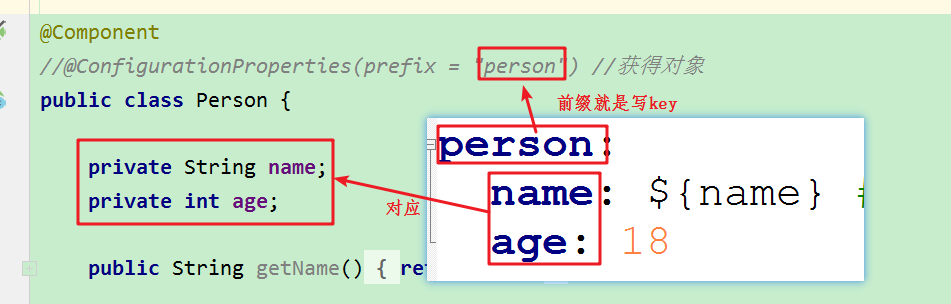 @Component
//@ConfigurationProperties(prefix = "person") //获得对象
public class Person {
前缀就是写key
person:
private String name;
name: ${name} #
private int age;
对应
age: 18
public String getName() { ret